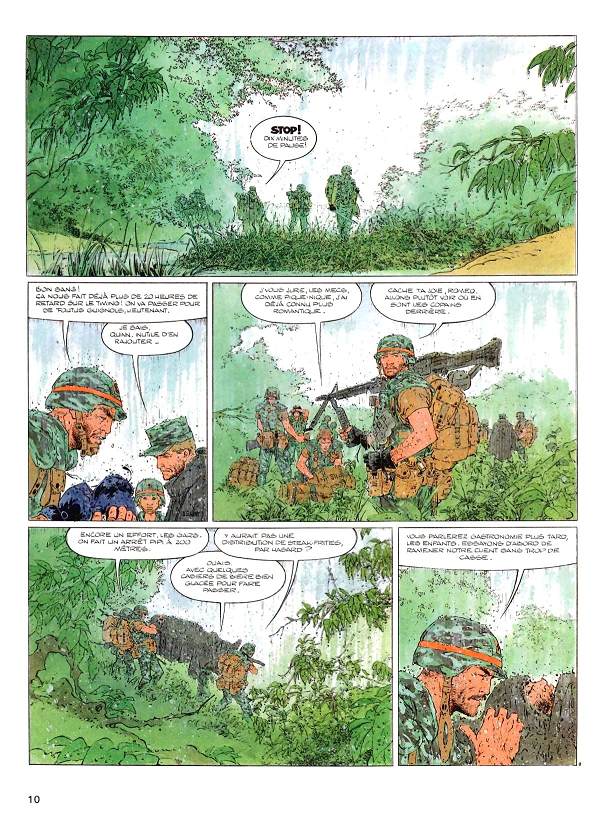 STOP!
DIX MINUTES
DE PAUSE!
BON SANG!
ÇA NOUS FAIT DÉJÀ PLUS DE 20 HEURES DE
RETARD SUR LE TIMING! ON VA PASSER POUR
DE FOUTUS GUIGNOLS, LIEUTENANT.
JE SAIS,
QUINN. INUTILE D'EN
RAJOUTER...
J'VOUS JURE, LES MECS,
COMME PIQUE-NIQUE, J'AI
DÉJÀ CONNU PLUS
ROMANTIQUE.
CACHE TA JOIE, ROMEO,
ALLONS PLUTÔT VOIR OÙ EN
SONT LES COPAINS
DERRIÈRE.
ENCORE UN EFFORT, LES GARS.
ON FAIT UN ARRÊT PIPI À 200
MÈTRES.
Y AURAIT PAS UNE
DISTRIBUTION DE STEAK-FRITES,
PAR HASARD?
OUAIS.
AVEC QUELQUES
CASIERS DE BIÈRE BIEN
GLACÉE POUR FAIRE
PASSER.
VOUS PARLEREZ GASTRONOMIE PLUS TARD,
LES ENFANTS. ESSAYONS D'ABORD DE
RAMENER NOTRE CLIENT SANS TROP DE
CASSE.
10